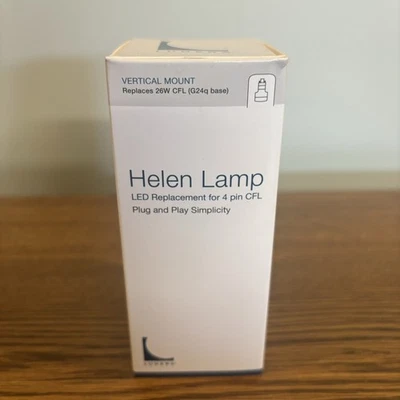 VERTICAL MOUNT
Replaces 26W CFL (G24q base)
Helen Lamp
LED Replacement for 4 pin CFL
Plug and Play Simplicity
LUNERA